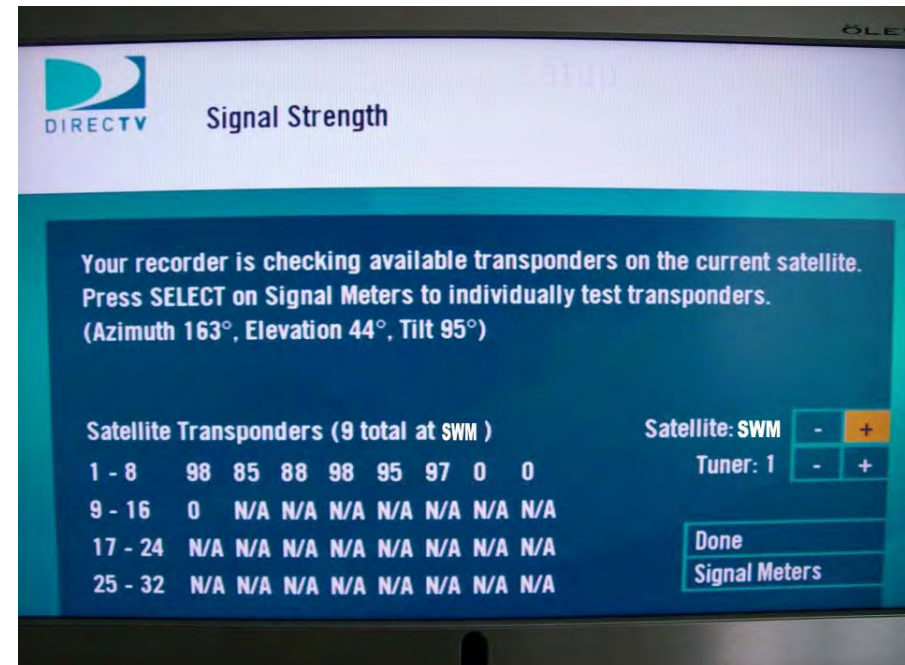 DIRECTV
Signal Strength
Your recorder is checking available transponders on the current satellite.
Press SELECT on Signal Meters to individually test transponders.
(Azimuth 163°, Elevation 44°, Tilt 95°)
Satellite Transponders (9 total at SWM )
Satellite: SWM - +
1 - 8 98 85 88 98 95 97 0 0
Tuner: 1 - +
9 - 16 0 N/A N/A N/A N/A N/A N/A N/A
17 - 24 N/A N/A N/A N/A N/A N/A N/A N/A
Done
25 - 32 N/A N/A N/A N/A N/A N/A N/A N/A
Signal Meters